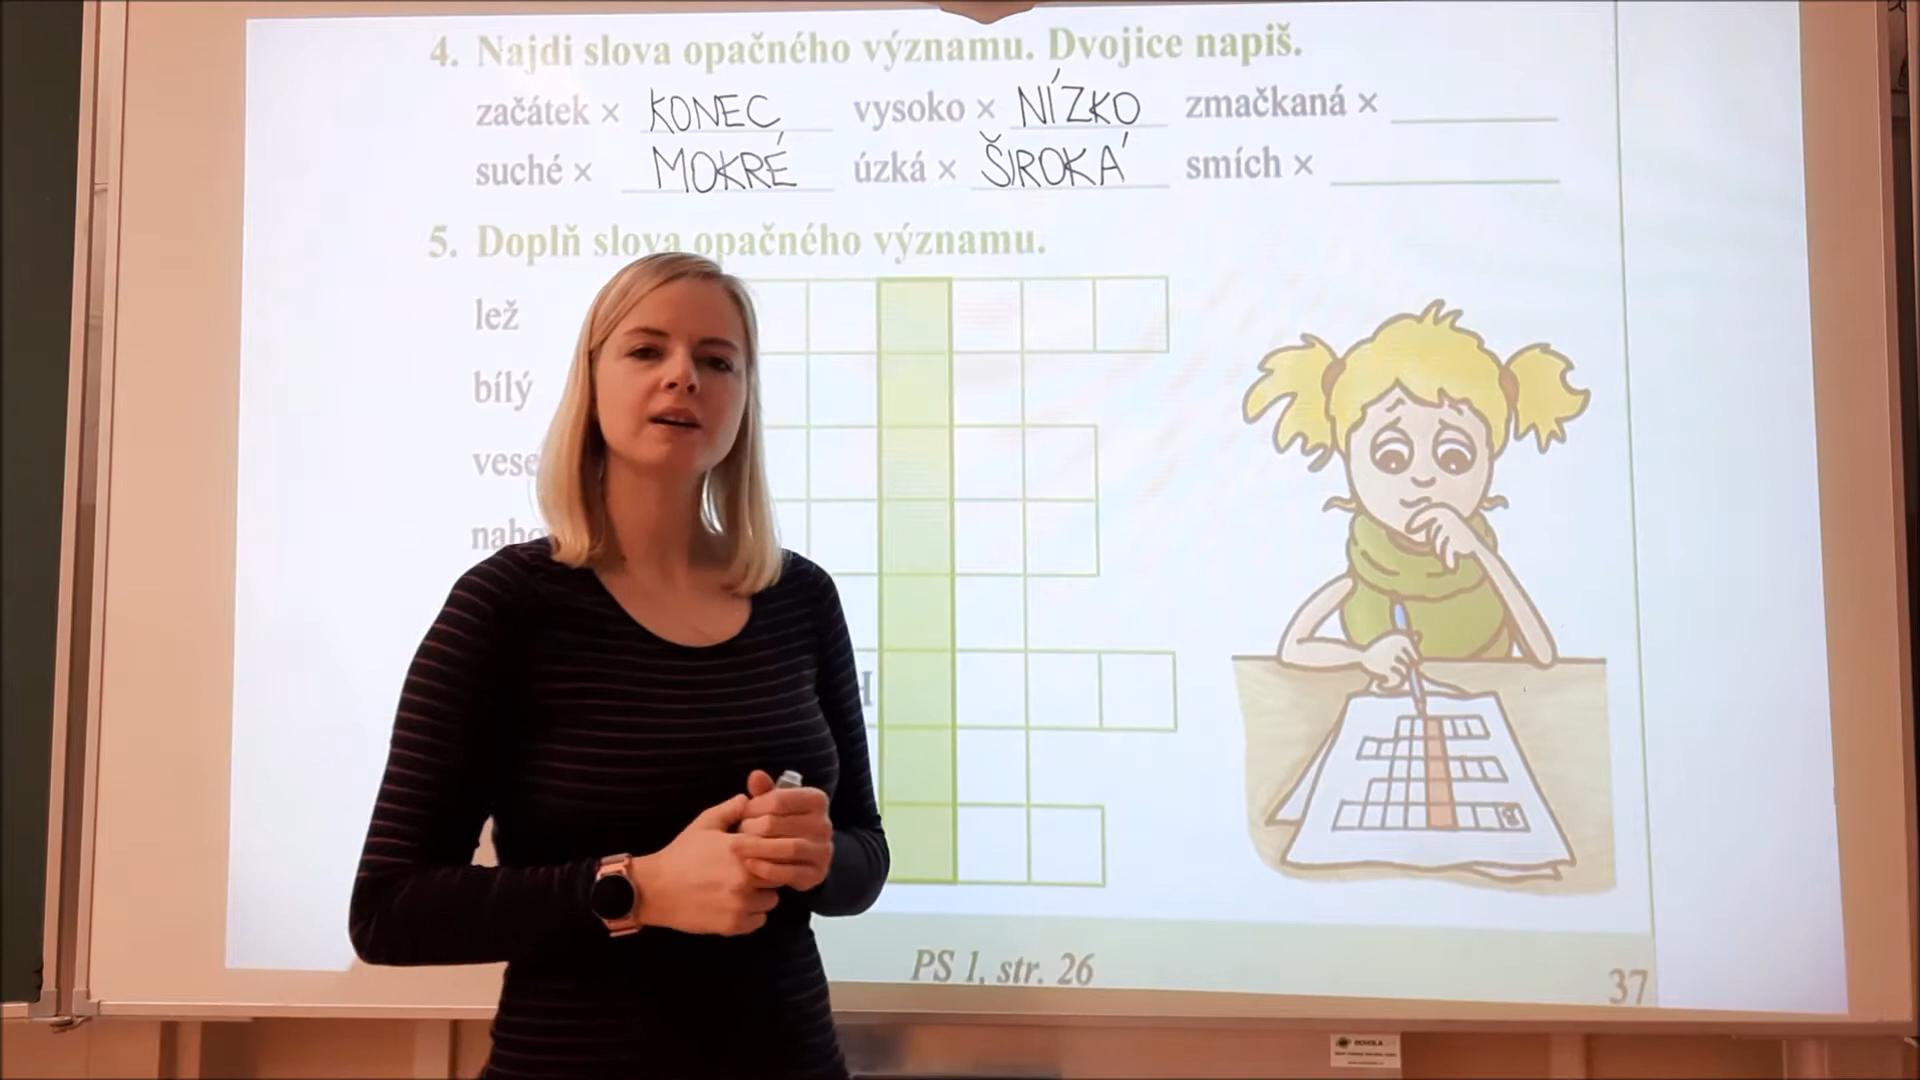 4. Najdi slova opačného významu. Dvojice napiš.
začátek × KONEC vysoko × NÍZKO zmačkaná ×
suché × MOKRÉ úzká × ŠIROKÁ smích ×
5. Doplň slova opačného významu.
lež
bílý
PS 1, str. 26
37